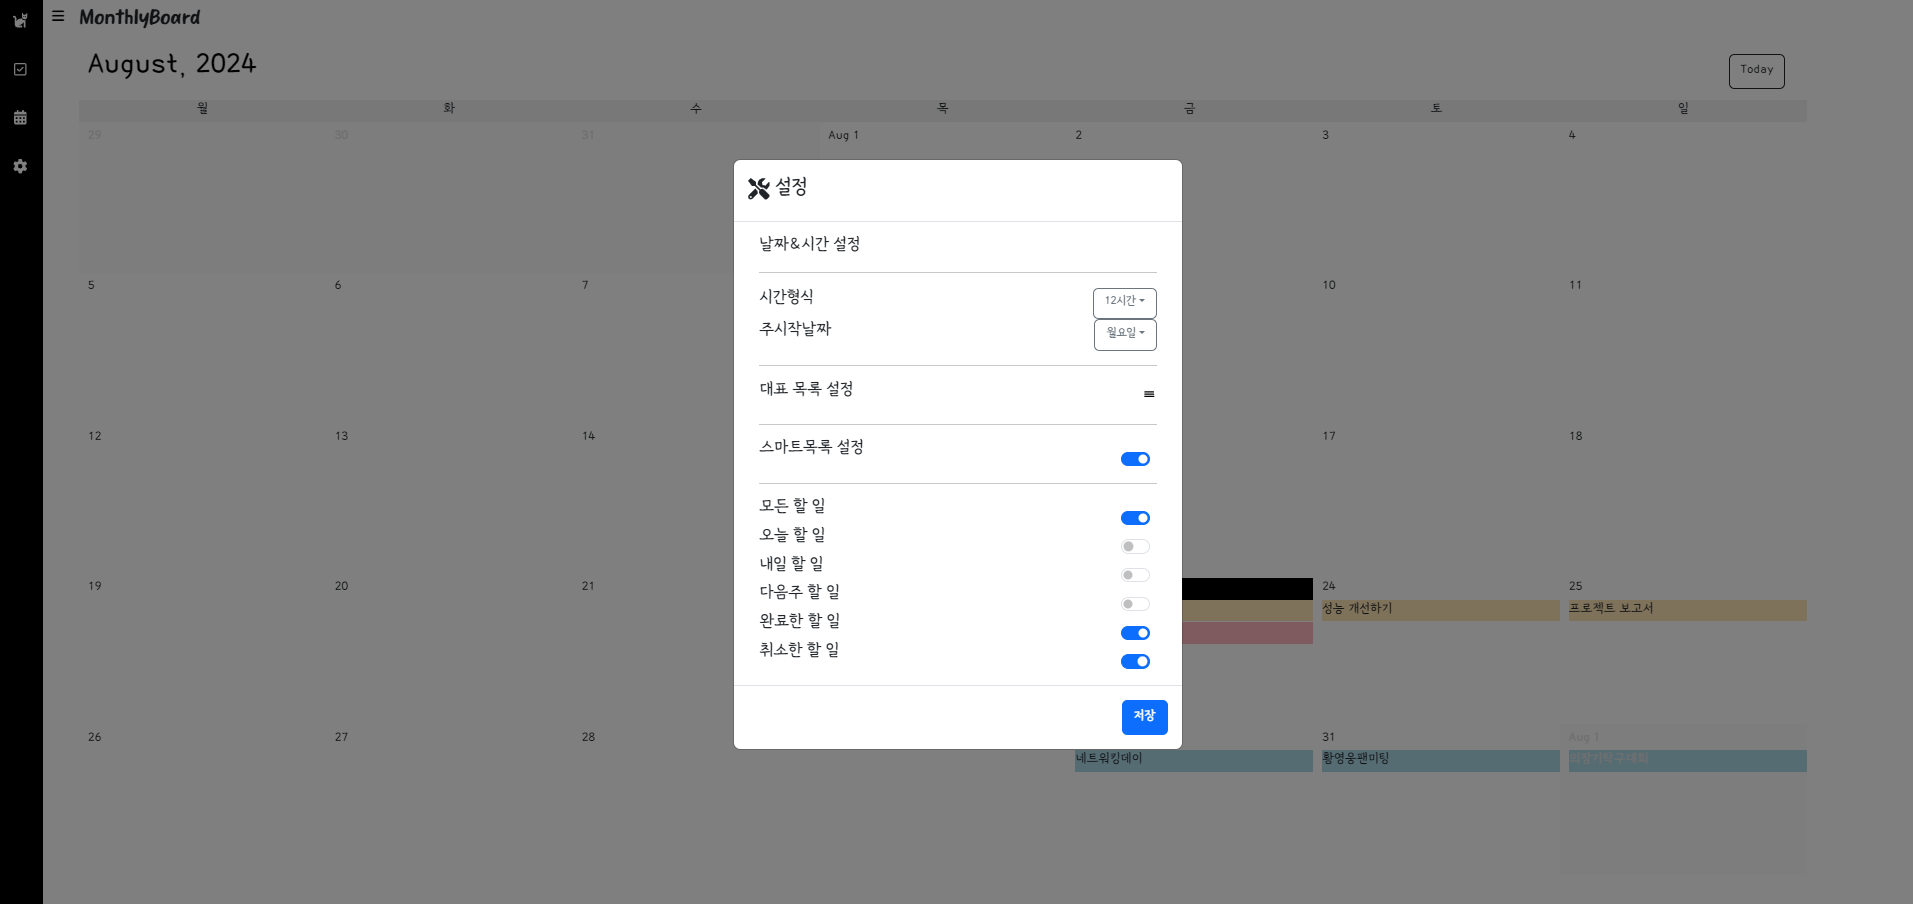 MonthlyBoard
August, 2024
Today
월 화 수 목 금 토 일
29 30 31 Aug 1 2 3 4
설정
날짜&시간 설정
5 6 7 10 11
시간형식 12시간
주시작날짜 월요일
대표 목록 설정
12 13 14 17 18
스마트목록 설정
모든 할 일
오늘 할 일
내일 할 일
다음주 할 일
완료한 할 일
취소한 할 일
19 20 21 24 25
성능 개선하기 프로젝트 보고서
저장
26 27 28 31 Aug 1
네트워킹데이 황영웅팬미팅